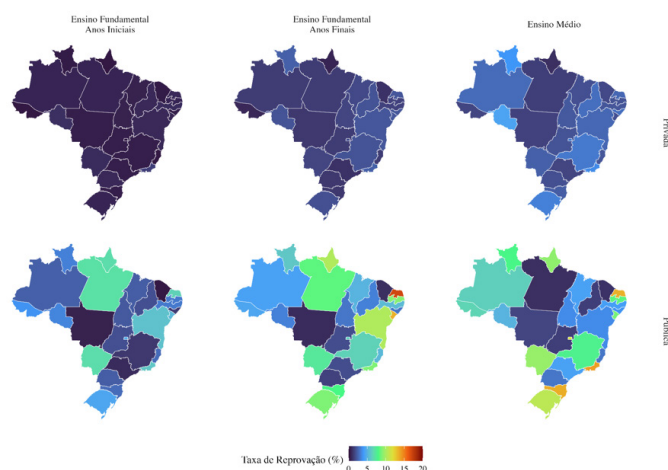 Ensino Fundamental
Anos Iniciais
Ensino Fundamental
Anos Finais
Ensino Médio
Privada
Pública
Taxa de Reprovação (%)
0 5 10 15 20